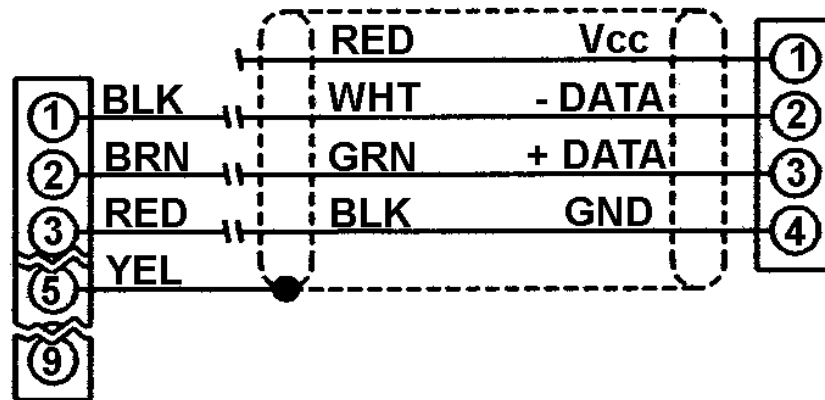 RED Vcc 1
1 BLK WHT - DATA 2
2 BRN GRN + DATA 3
3 RED BLK GND 4
5 YEL
9